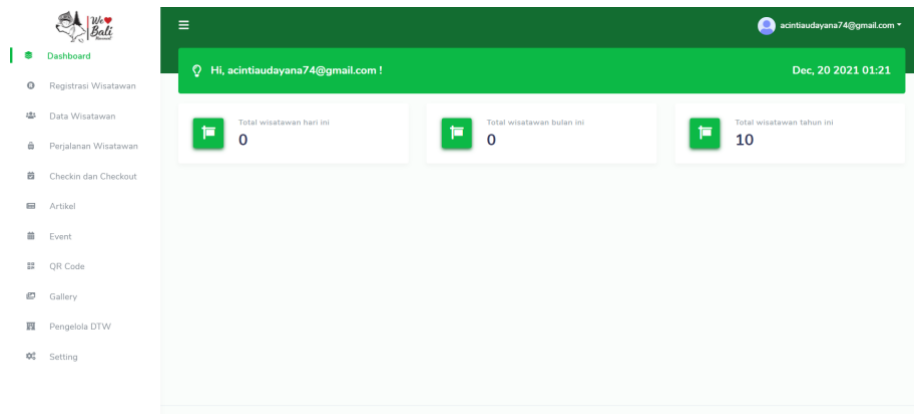 We
Bali
acintiaudayana74@gmail.com
Dashboard
Registrasi Wisatawan
Data Wisatawan
Perjalanan Wisatawan
Checkin dan Checkout
Artikel
Event
QR Code
Gallery
Pengelola DTW
Setting
Hi, acintiaudayana74@gmail.com !
Dec, 20 2021 01:21
Total wisatawan hari ini
0
Total wisatawan bulan ini
0
Total wisatawan tahun ini
10